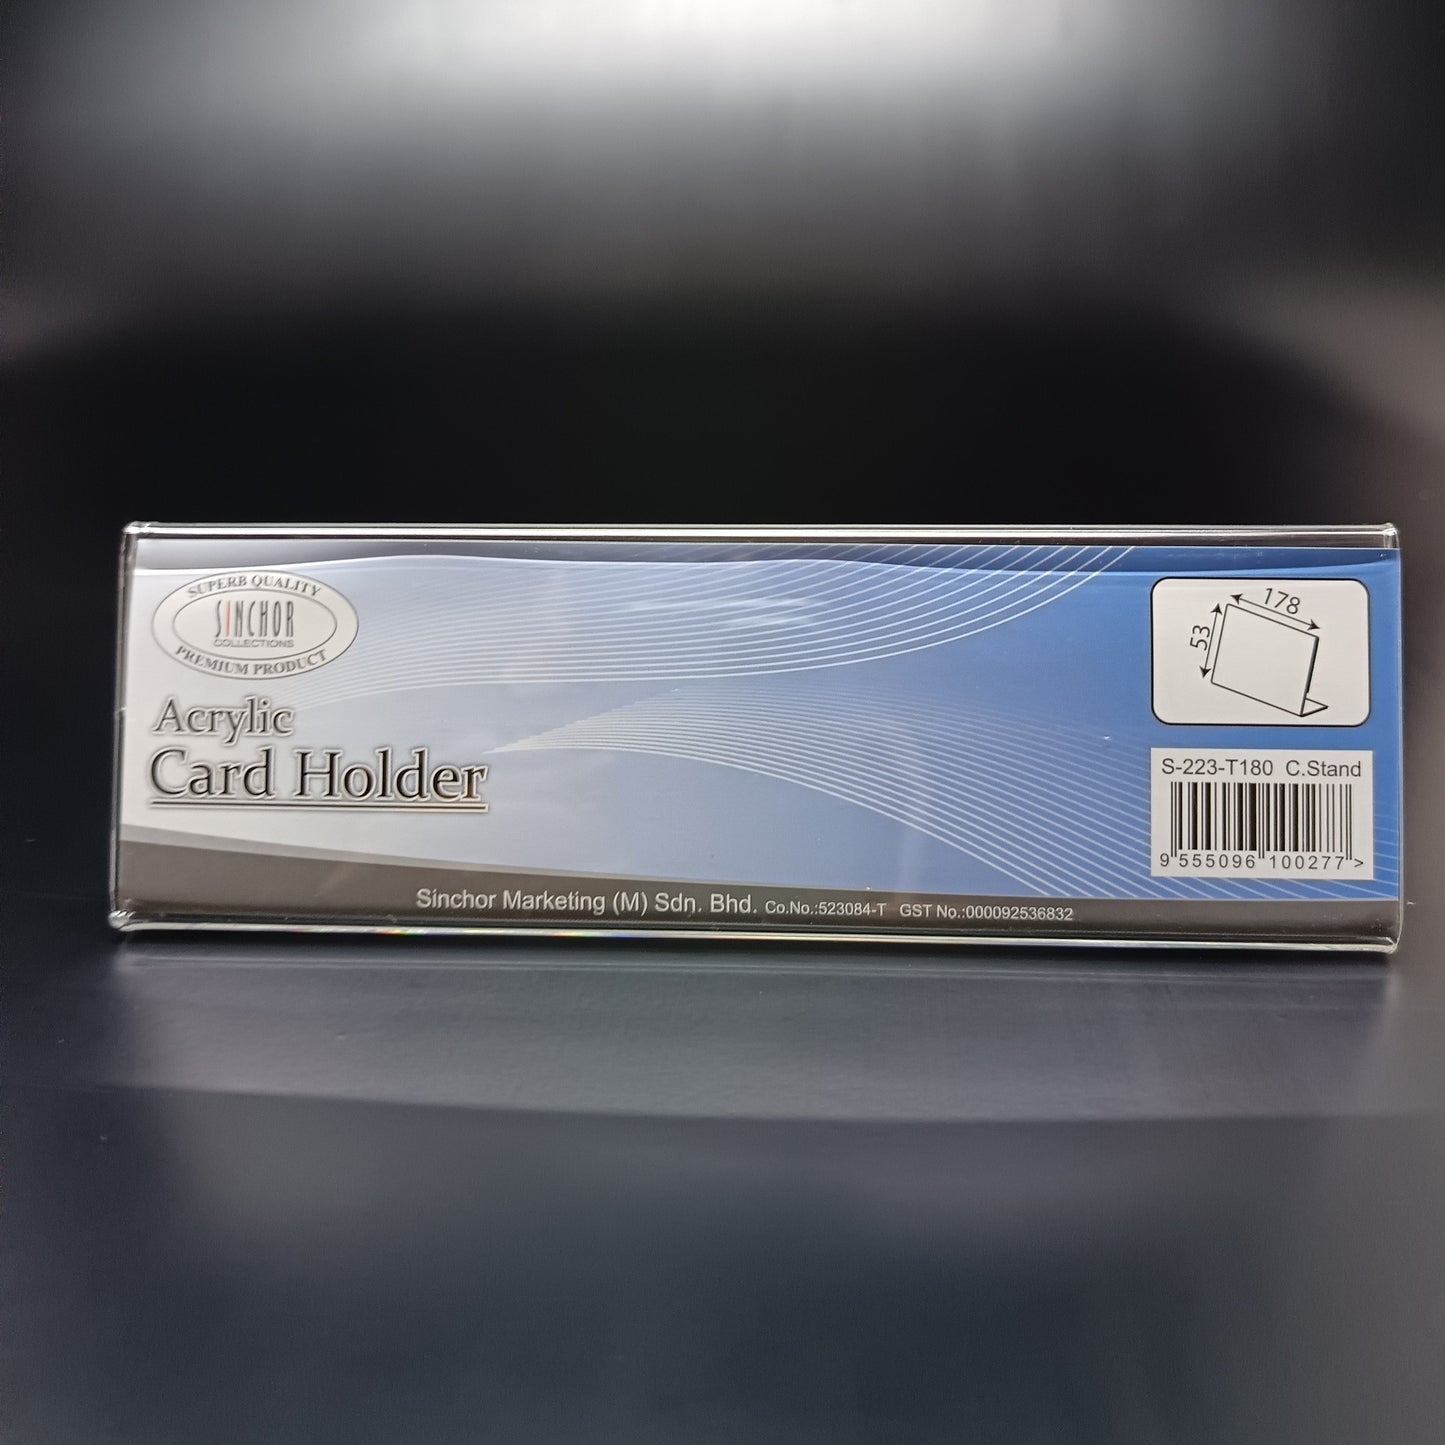 SUPERB QUALITY
SINCHOR
COLLECTIONS
PREMIUM PRODUCT
Acrylic
Card Holder
178
53
S-223-T180 C.Stand
9 555096 100277 >
Sinchor Marketing (M) Sdn. Bhd. Co.No.:523084-T GST No.:000092536832